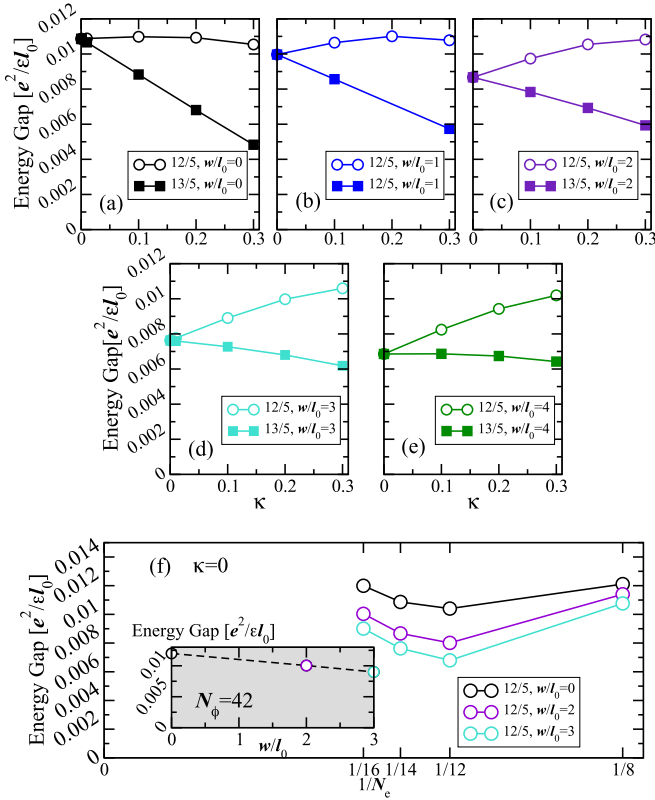 Energy Gap [e²/εl₀]
0.012
0.01
0.008
0.006
0.004
0.002
0
12/5, w/l₀=0
13/5, w/l₀=0
(a)
0 0.1 0.2 0.3
12/5, w/l₀=1
12/5, w/l₀=1
(b)
0 0.1 0.2 0.3
12/5, w/l₀=2
13/5, w/l₀=2
(c)
0 0.1 0.2 0.3
Energy Gap[e²/εl₀]
0.012
0.01
0.008
0.006
0.004
0.002
0
12/5, w/l₀=3
13/5, w/l₀=3
(d)
0 0.1 0.2 0.3
κ
12/5, w/l₀=4
13/5, w/l₀=4
(e)
0 0.1 0.2 0.3
κ
Energy Gap [e²/εl₀]
0.014
0.012
0.01
0.008
0.006
0.004
0.002
0
(f) κ=0
Energy Gap [e²/εl₀]
0.01
0.005
0
N_ϕ=42
0 1 2 3
w/l₀
12/5, w/l₀=0
12/5, w/l₀=2
12/5, w/l₀=3
0 1/16 1/14 1/12 1/8
1/Nₑ